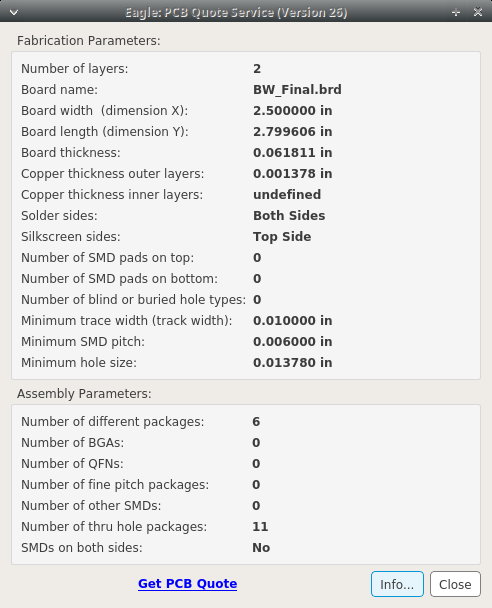 Eagle: PCB Quote Service (Version 26)
Fabrication Parameters:
Number of layers: 2
Board name: BW_Final.brd
Board width  (dimension X): 2.500000 in
Board length (dimension Y): 2.799606 in
Board thickness: 0.061811 in
Copper thickness outer layers: 0.001378 in
Copper thickness inner layers: undefined
Solder sides: Both Sides
Silkscreen sides: Top Side
Number of SMD pads on top: 0
Number of SMD pads on bottom: 0
Number of blind or buried hole types: 0
Minimum trace width (track width): 0.010000 in
Minimum SMD pitch: 0.006000 in
Minimum hole size: 0.013780 in
Assembly Parameters:
Number of different packages: 6
Number of BGAs: 0
Number of QFNs: 0
Number of fine pitch packages: 0
Number of other SMDs: 0
Number of thru hole packages: 11
SMDs on both sides: No
Get PCB Quote Info... Close